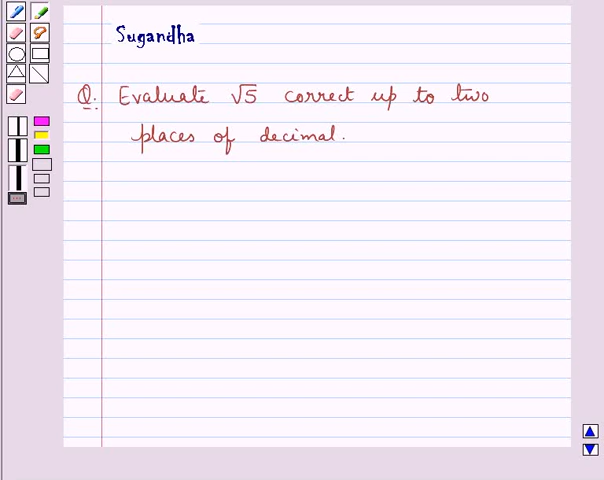 Sugandha
Q. Evaluate √5 correct up to two
places of decimal.